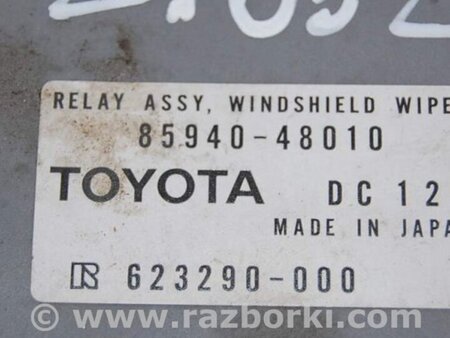 RELAY ASSY, WINDSHIELD WIPE
85940-48010
TOYOTA DC 12
MADE IN JAPA
623290-000
www.razborki.com